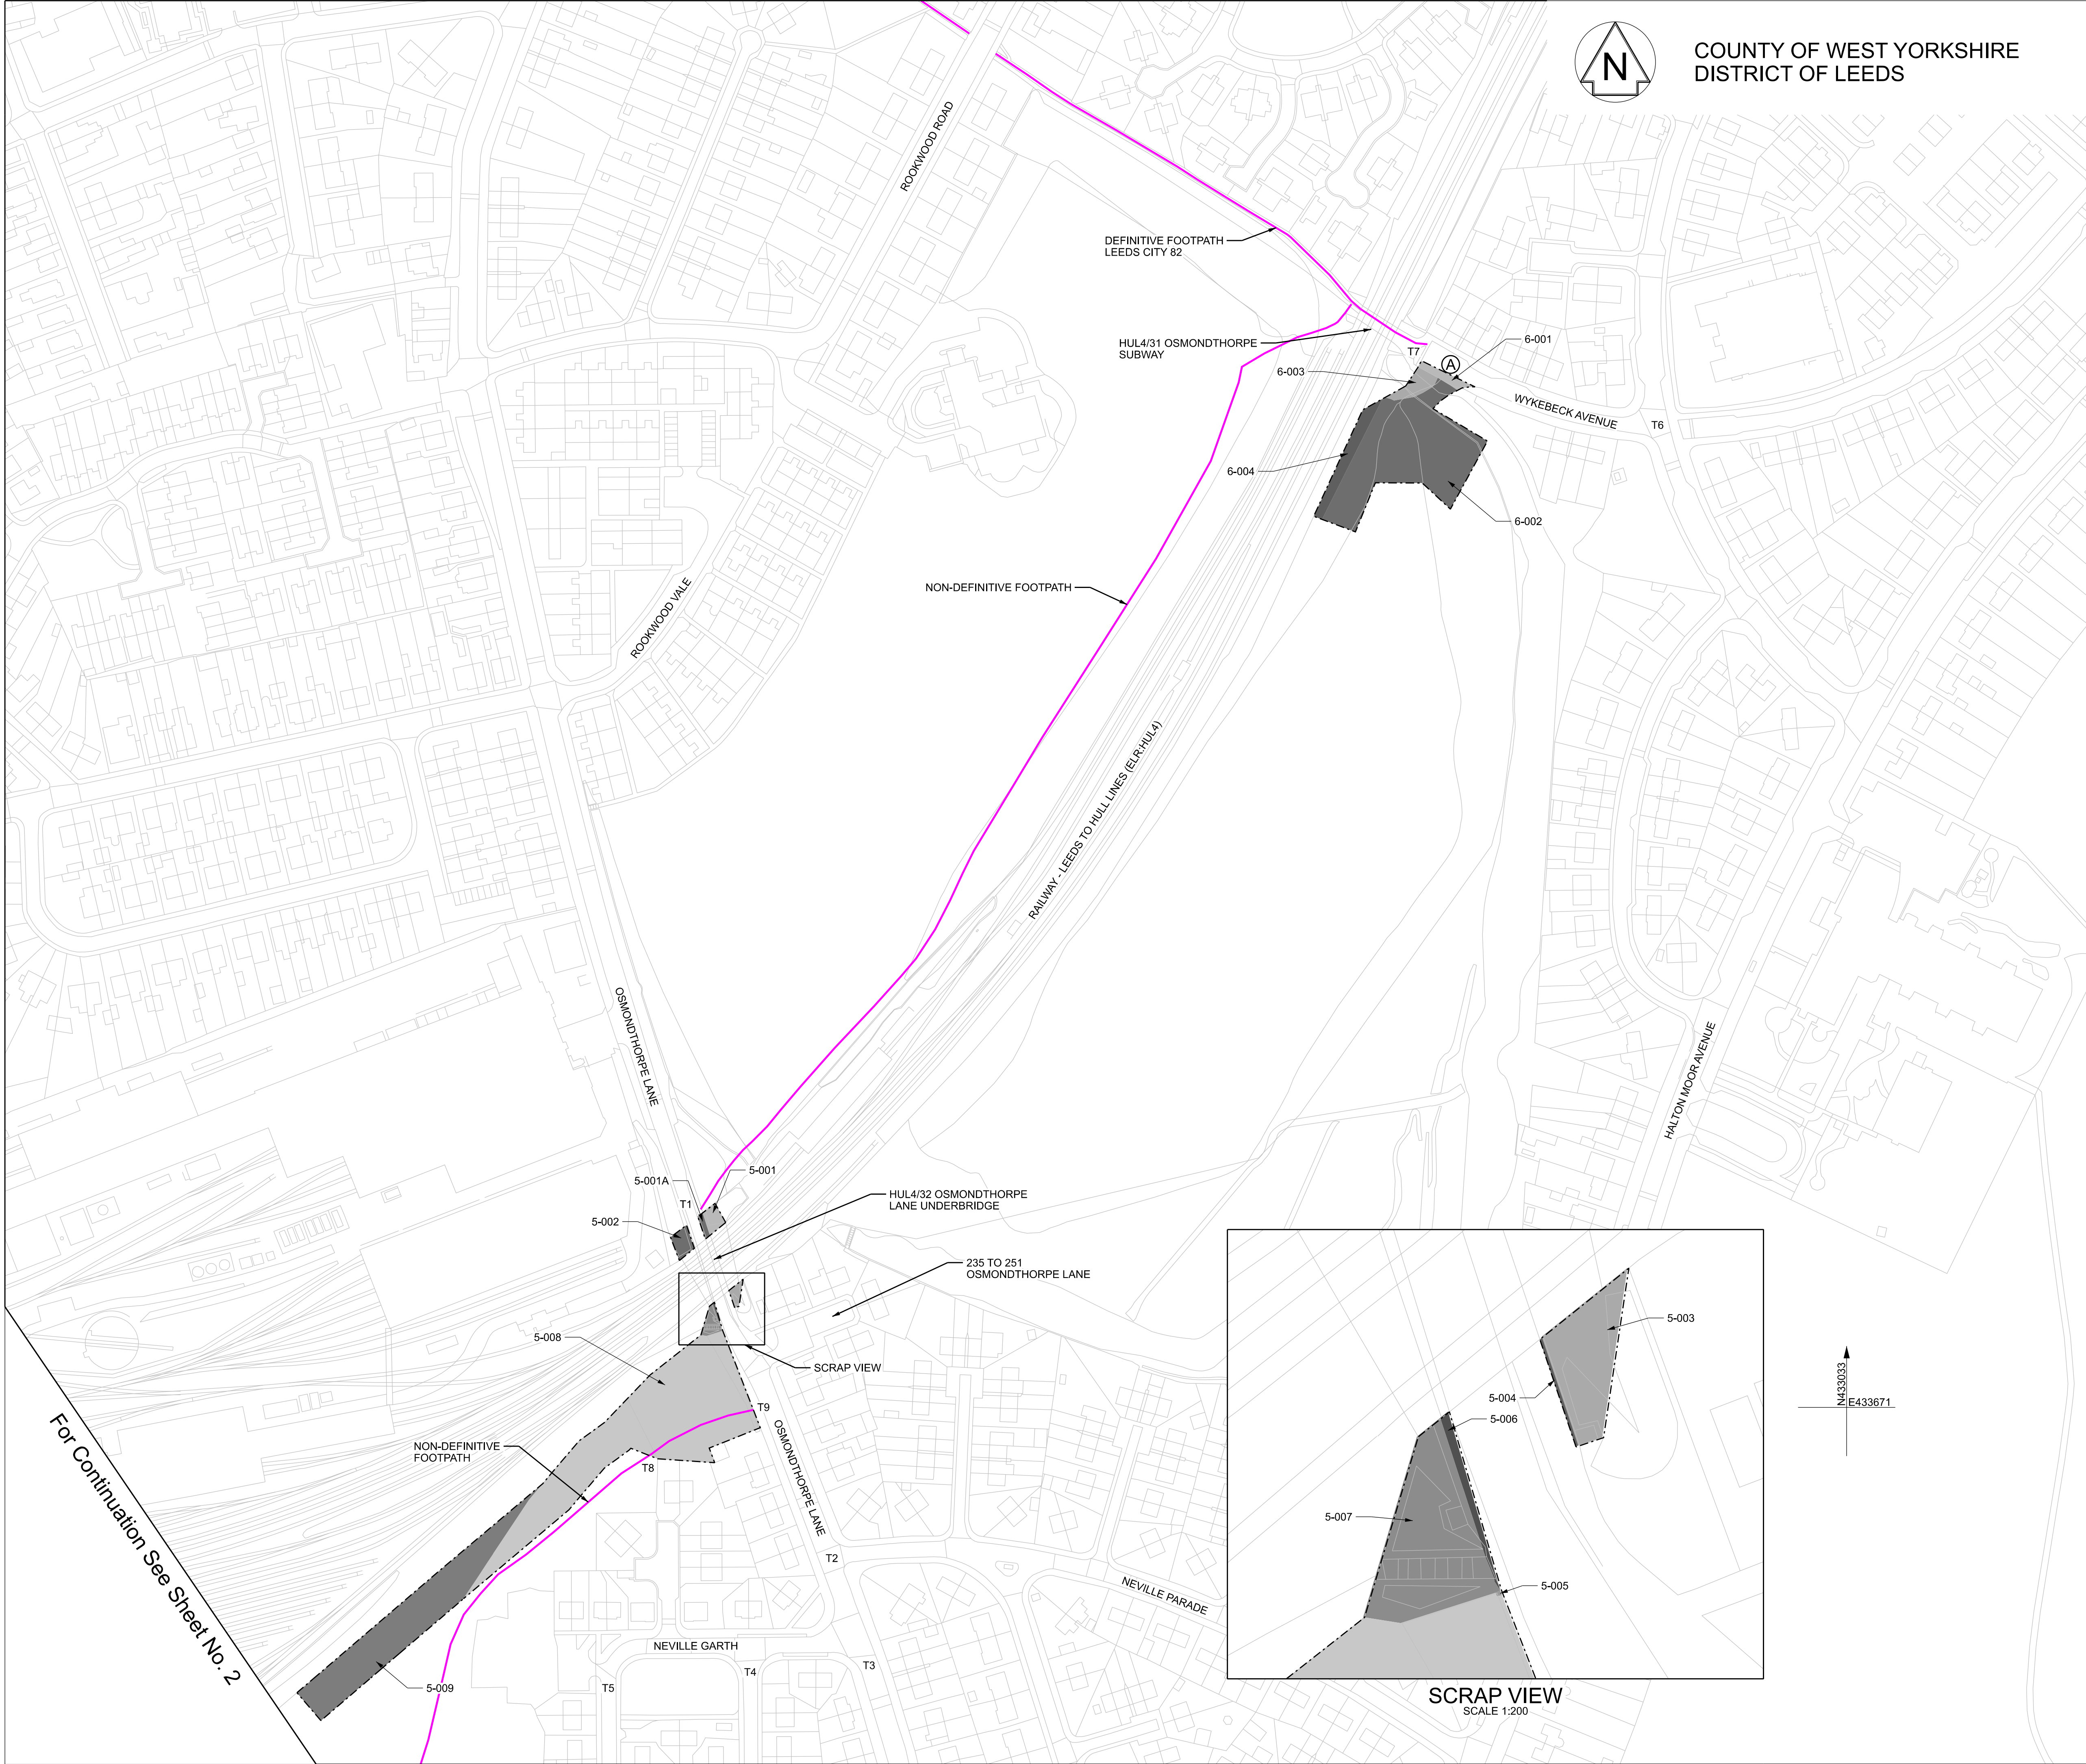 N
COUNTY OF WEST YORKSHIRE
DISTRICT OF LEEDS
ROOKWOOD ROAD
DEFINITIVE FOOTPATH
LEEDS CITY 82
HUL4/31 OSMONDTHORPE
SUBWAY
T7
A
6-001
6-003
WYKEBECK AVENUE
T6
6-004
6-002
NON-DEFINITIVE FOOTPATH
ROOKWOOD VALE
RAILWAY - LEEDS TO HULL LINES (ELR:HUL4)
OSMONDTHORPE LANE
HALTON MOOR AVENUE
5-001
5-001A
T1
5-002
HUL4/32 OSMONDTHORPE
LANE UNDERBRIDGE
235 TO 251
OSMONDTHORPE LANE
5-008
SCRAP VIEW
T9
NON-DEFINITIVE
FOOTPATH
T8
OSMONDTHORPE LANE
T2
NEVILLE PARADE
NEVILLE GARTH
T3
T4
T5
5-009
For Continuation See Sheet No. 2
5-003
5-004
5-006
5-007
5-005
SCRAP VIEW
SCALE 1:200
N433033
E433671